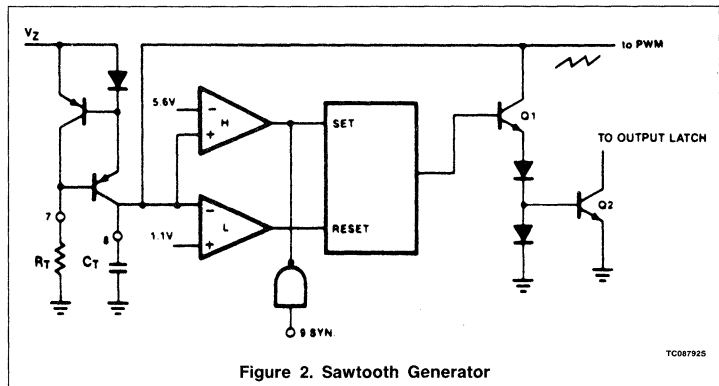 Vz
to PWM
5.6V
−
H
+
SET
Q1
TO OUTPUT LATCH
7
8
−
L
+
1.1V
RESET
Q2
RT
CT
9 SYN.
TC087925
Figure 2. Sawtooth Generator